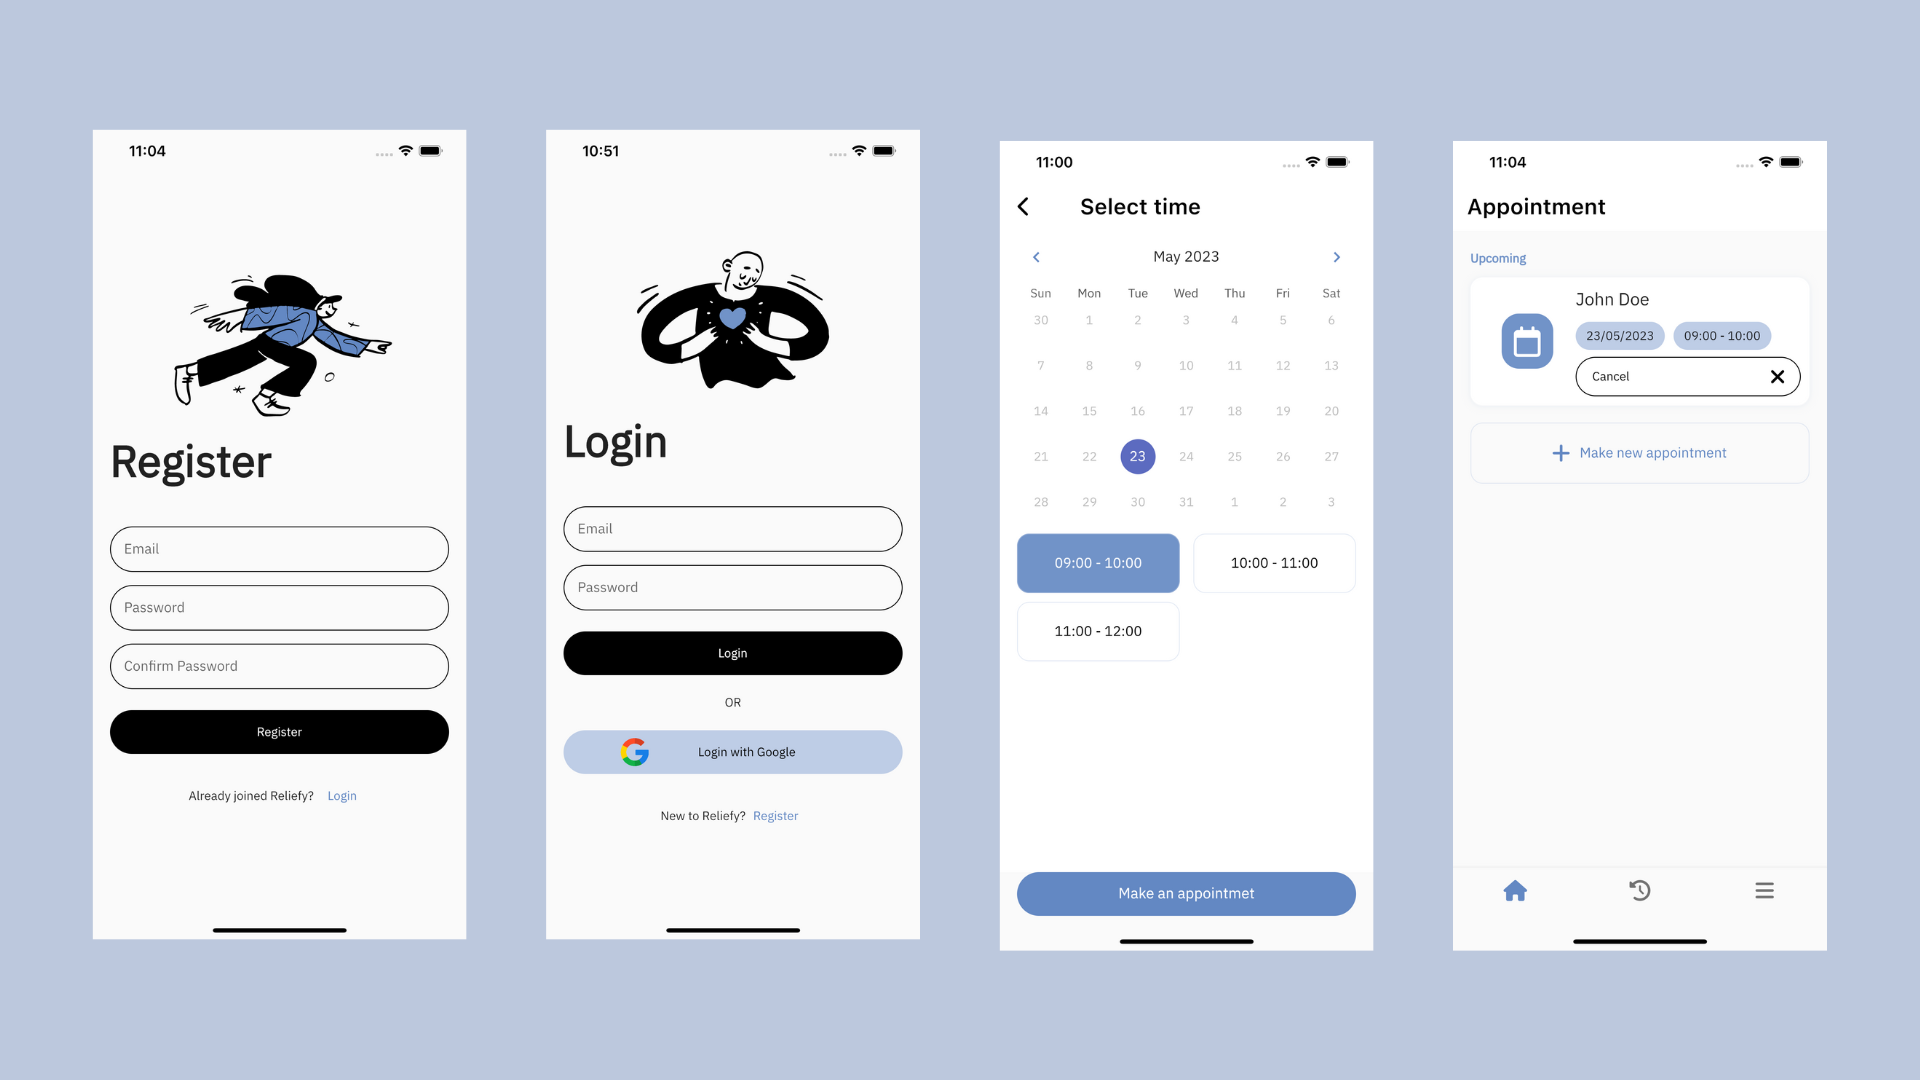 11:04
Register
Email
Password
Confirm Password
Register
Already joined Reliefy? Login
10:51
Login
Email
Password
Login
OR
Login with Google
New to Reliefy? Register
11:00
Select time
May 2023
Sun Mon Tue Wed Thu Fri Sat
30 1 2 3 4 5 6
7 8 9 10 11 12 13
14 15 16 17 18 19 20
21 22 23 24 25 26 27
28 29 30 31 1 2 3
09:00 - 10:00 10:00 - 11:00
11:00 - 12:00
Make an appointmet
11:04
Appointment
Upcoming
John Doe
23/05/2023 09:00 - 10:00
Cancel
Make new appointment